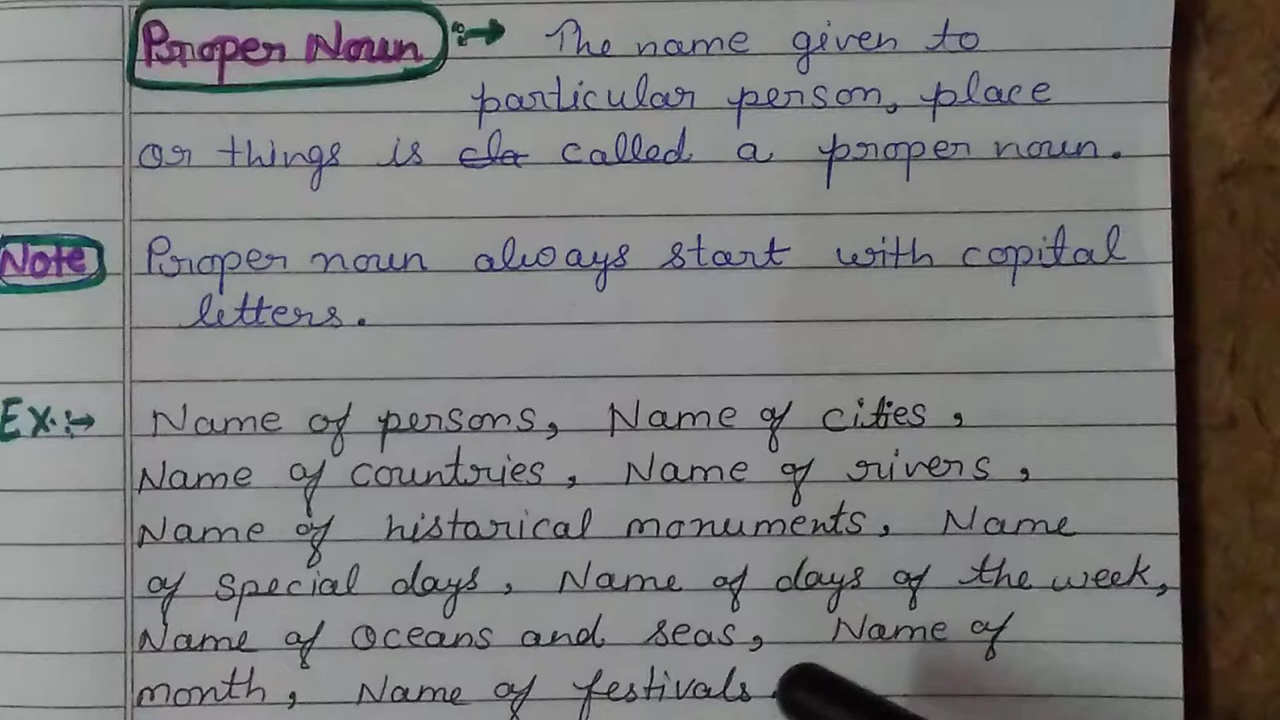 Proper Noun :→ The name given to
particular person, place
or things is cla called a proper noun.
Note Proper noun always start with capital
letters.
Ex.:→ Name of persons, Name of cities,
Name of countries, Name of rivers,
Name of historical monuments, Name
of special days, Name of days of the week,
Name of Oceans and seas, Name of
month, Name of festivals.